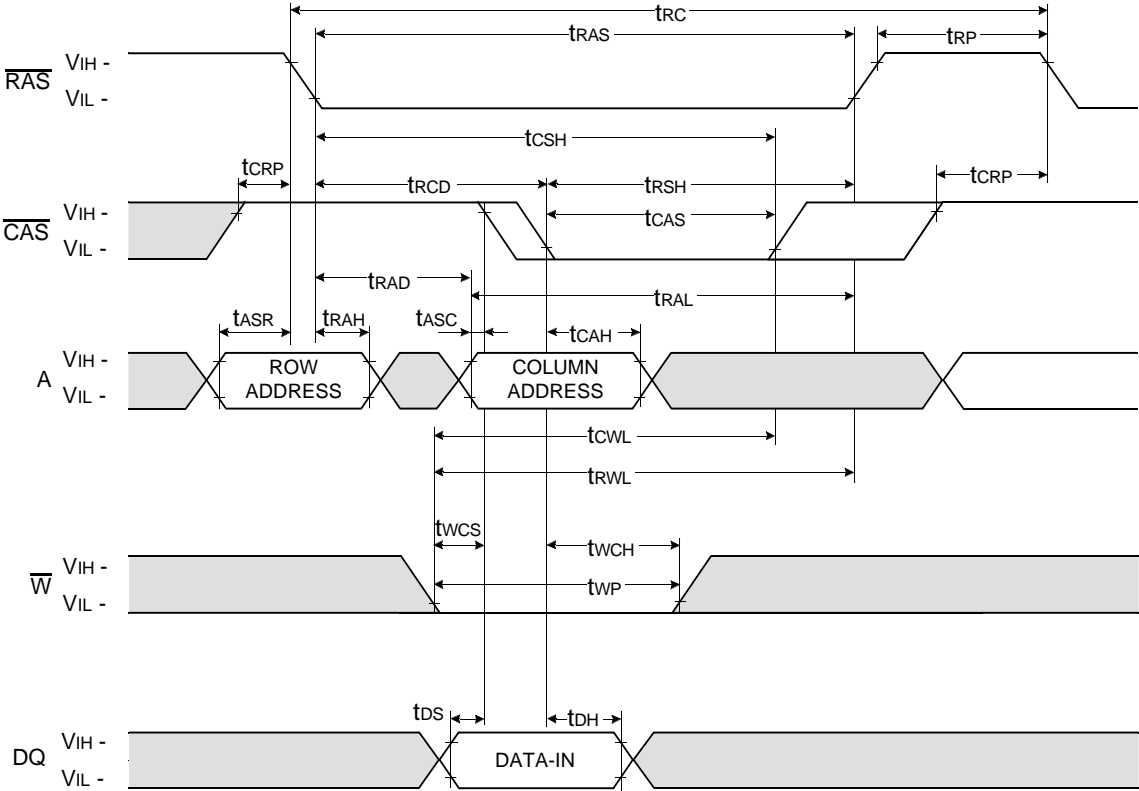 tRC
tRAS
tRP
RAS
VIH -
VIL -
tCSH
tCRP
tRCD
tRSH
tCRP
CAS
VIH -
VIL -
tCAS
tRAD
tRAL
tASR
tRAH
tASC
tCAH
A
VIH -
VIL -
ROW
ADDRESS
COLUMN
ADDRESS
tCWL
tRWL
tWCS
tWCH
W
VIH -
VIL -
tWP
tDS
tDH
DQ
VIH -
VIL -
DATA-IN